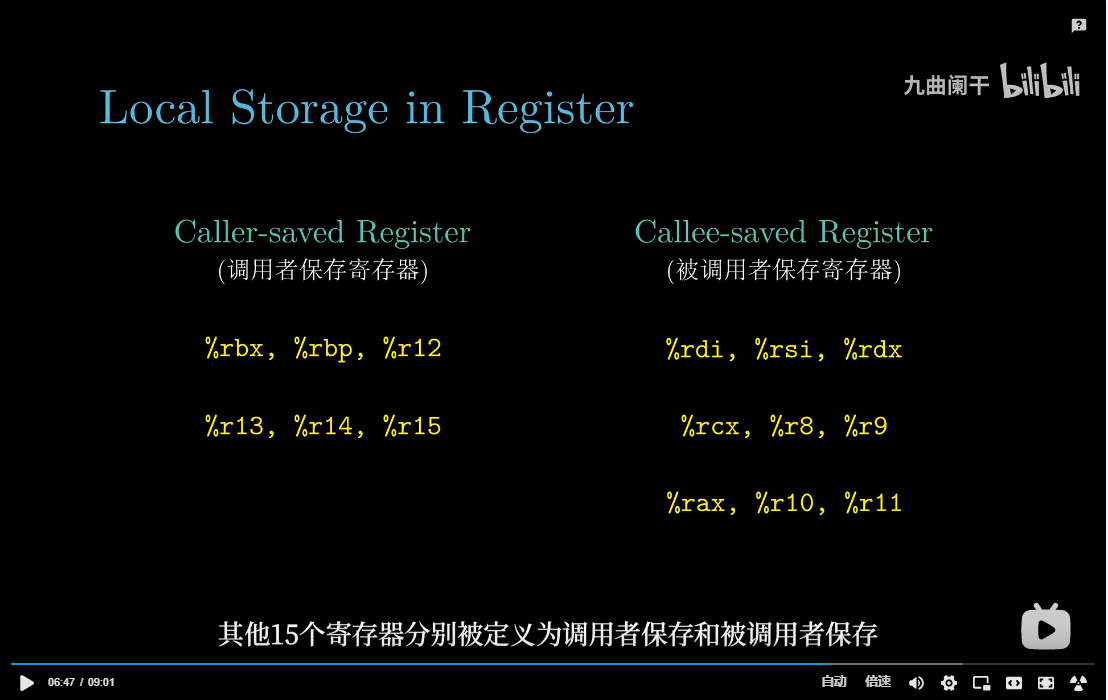 九曲阑干 bilibili
Local Storage in Register
Caller-saved Register
(调用者保存寄存器)
%rbx, %rbp, %r12
%r13, %r14, %r15
Callee-saved Register
(被调用者保存寄存器)
%rdi, %rsi, %rdx
%rcx, %r8, %r9
%rax, %r10, %r11
其他15个寄存器分别被定义为调用者保存和被调用者保存
06:47 / 09:01
自动 倍速